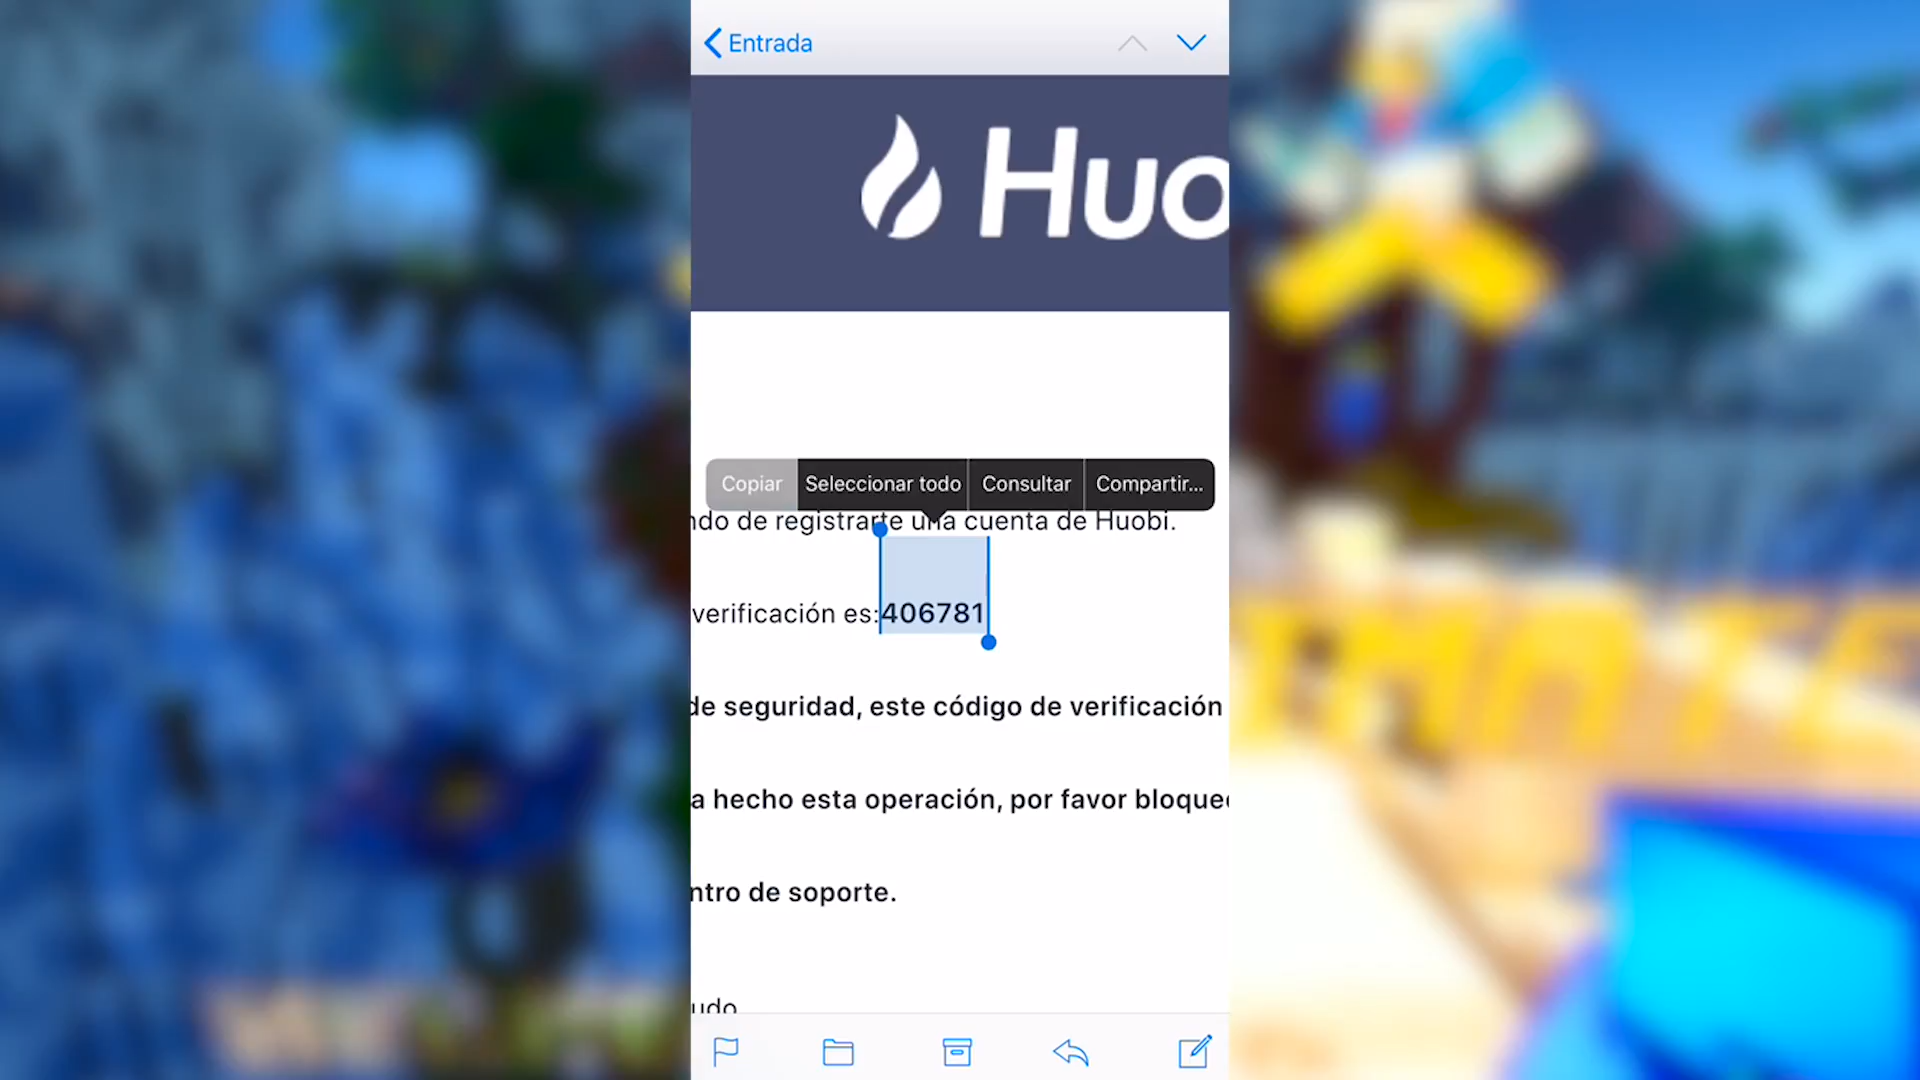 Entrada
Huo
Copiar Seleccionar todo Consultar Compartir...
ndo de registrarte una cuenta de Huobi.
verificación es:406781
de seguridad, este código de verificación
a hecho esta operación, por favor bloque
ntro de soporte.
udo